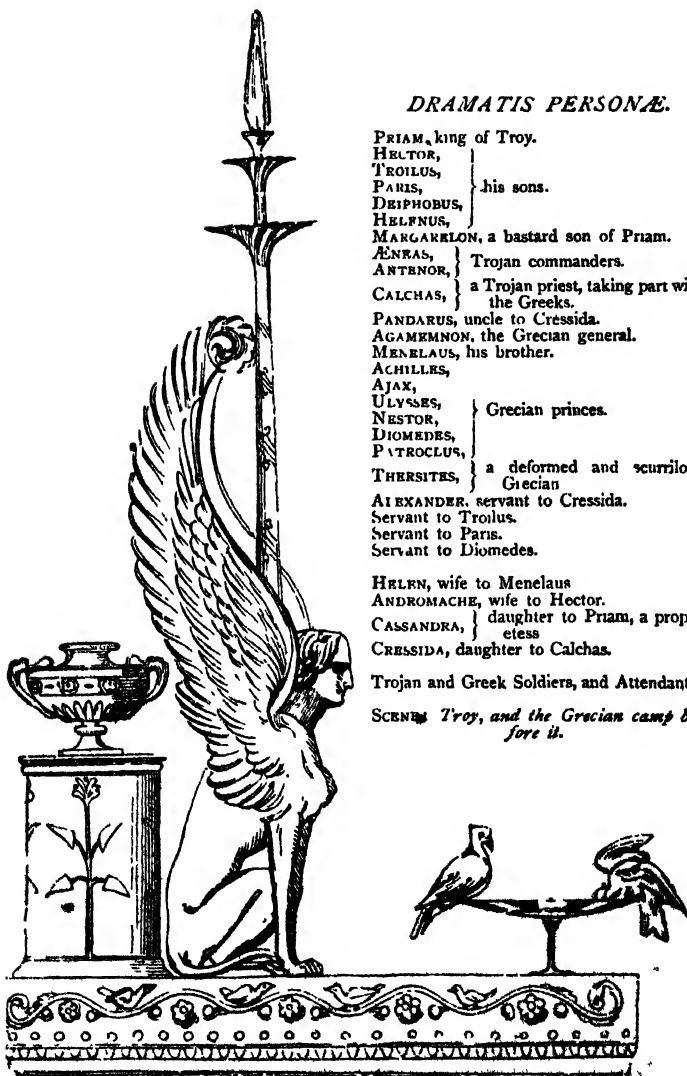 DRAMATIS PERSONÆ.
PRIAM, king of Troy.
HECTOR,
TROILUS,
PARIS, } his sons.
DEIPHOBUS,
HELENUS,
MARGARELON, a bastard son of Priam.
ÆNEAS, } Trojan commanders.
ANTENOR,
CALCHAS, } a Trojan priest, taking part wi
the Greeks.
PANDARUS, uncle to Cressida.
AGAMEMNON, the Grecian general.
MENELAUS, his brother.
ACHILLES,
AJAX,
ULYSSES, } Grecian princes.
NESTOR,
DIOMEDES,
PATROCLUS,
THERSITES, } a deformed and scurrilo
Grecian
ALEXANDER, servant to Cressida.
Servant to Troilus.
Servant to Paris.
Servant to Diomedes.
HELEN, wife to Menelaus
ANDROMACHE, wife to Hector.
CASSANDRA, } daughter to Priam, a prop
etess
CRESSIDA, daughter to Calchas.
Trojan and Greek Soldiers, and Attendant
SCENE Troy, and the Grecian camp b
fore it.